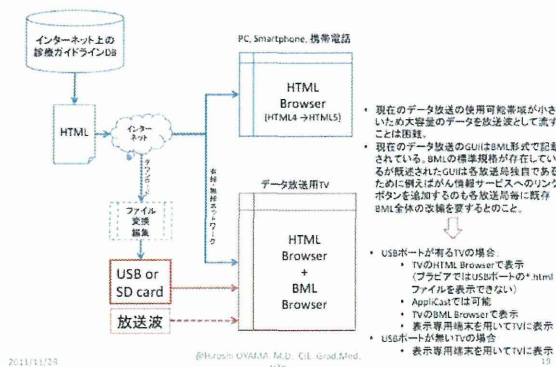 インターネット上の
診療ガイドラインDB
HTML
インター
ネット
ダウンロード
ファイル
変換
編集
USB or
SD card
放送波
有線・無線ネットワーク
PC, Smartphone, 携帯電話
HTML
Browser
(HTML4 →HTML5)
データ放送用TV
HTML
Browser
+
BML
Browser
• 現在のデータ放送の使用可能帯域が小さ
いため大容量のデータを放送波として流す
ことは困難。
• 現在のデータ放送のGUIはBML形式で記載
されている。BMLの標準規格が存在してい
るが既述されたGUIは各放送局独自である
ために例えばがん情報サービスへのリンク
ボタンを追加するのも各放送局毎に既存
BML全体の改編を要するとのこと。
• USBポートが有るTVの場合
• TVのHTML Browserで表示
(ブラビアではUSBポートの*.html
ファイルを表示できない)
• AppliCastでは可能
• TVのBML Browserで表示
• 表示専用端末を用いてTVに表示
• USBポートが無いTVの場合
• 表示専用端末を用いてTVに表示
2011/11/28
@Hiroshi OYAMA, M.D., CIE, Grad.Med.
19